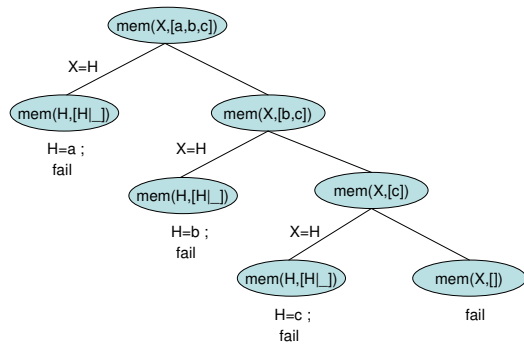 mem(X,[a,b,c])
X=H
mem(H,[H|_])
H=a ;
fail
mem(X,[b,c])
X=H
mem(H,[H|_])
H=b ;
fail
mem(X,[c])
X=H
mem(H,[H|_])
H=c ;
fail
mem(X,[])
fail